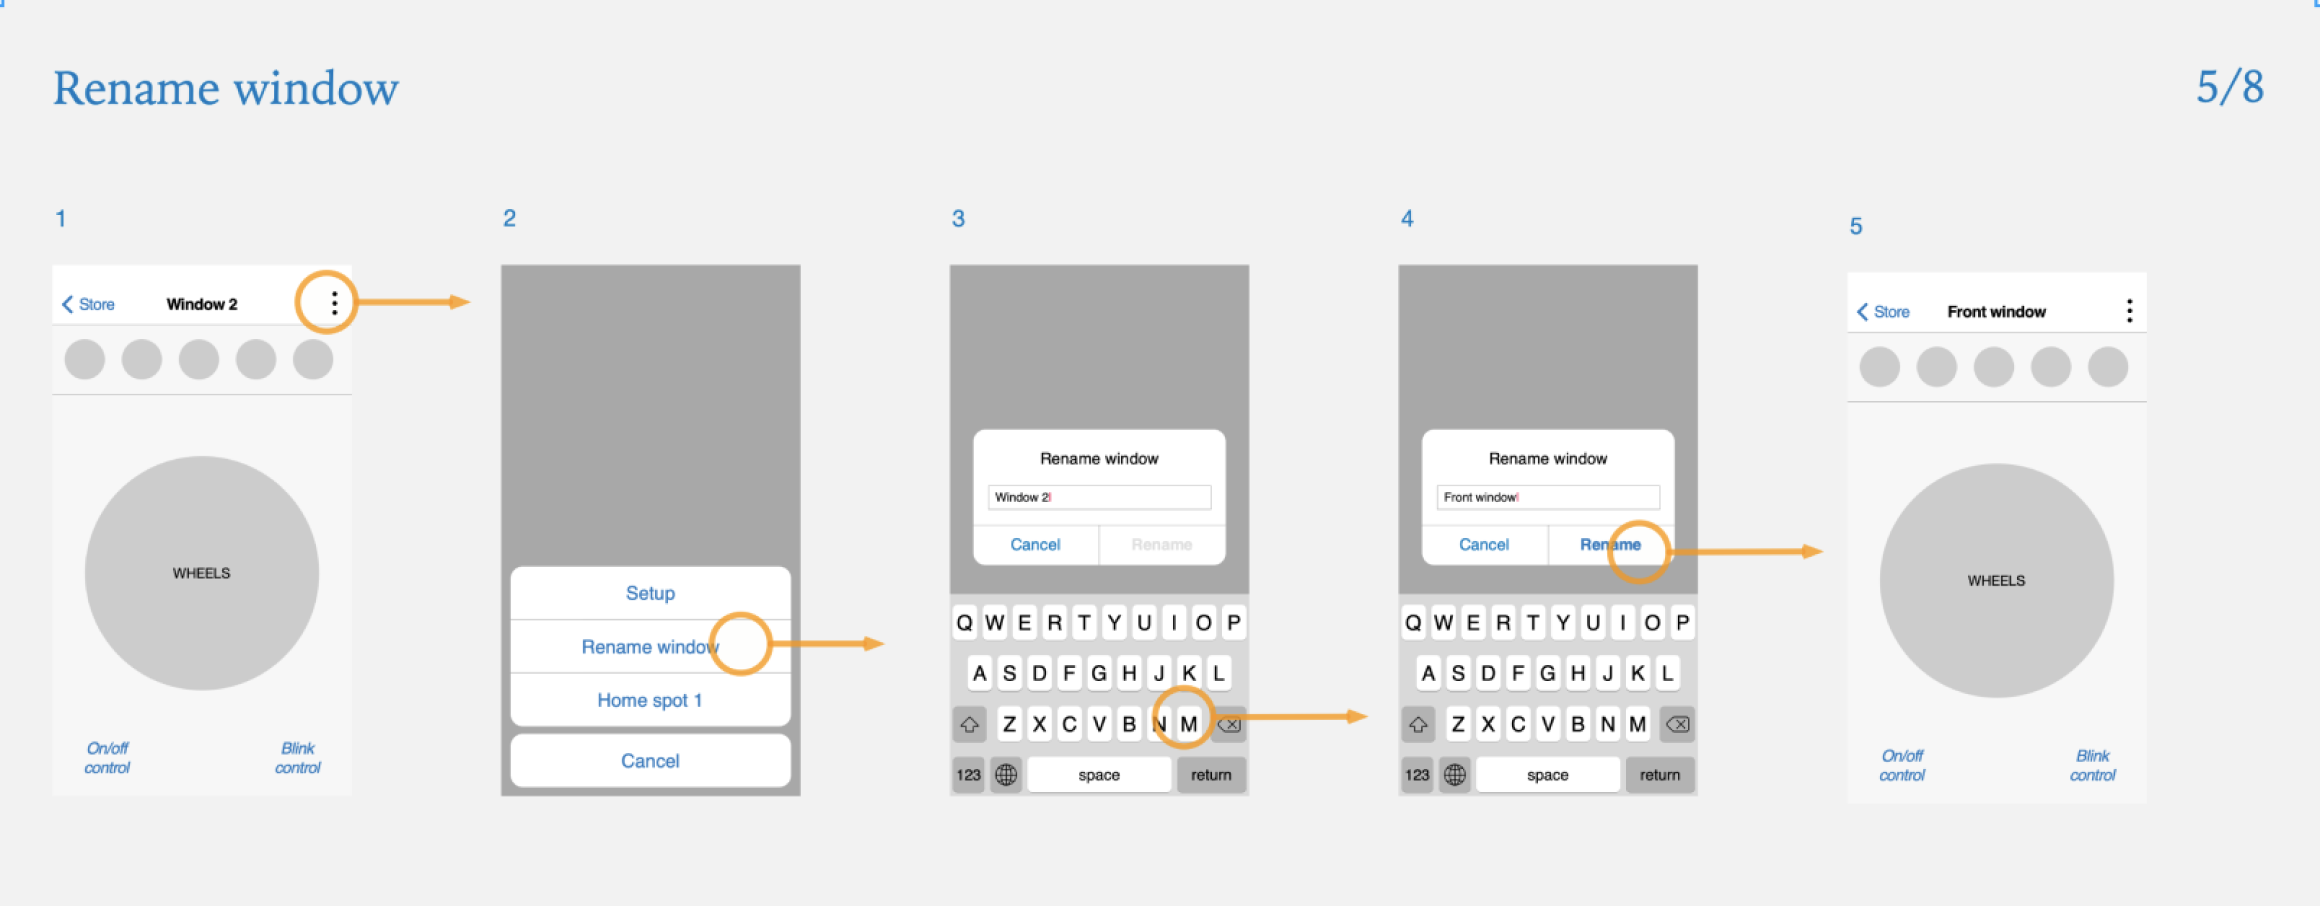 Rename window
5/8
1
Store
Window 2
WHEELS
On/off
control
Blink
control
2
Setup
Rename window
Home spot 1
Cancel
3
Rename window
Window 2
Cancel
Rename
Q W E R T Y U I O P
A S D F G H J K L
Z X C V B N M
123
space
return
4
Rename window
Front window
Cancel
Rename
Q W E R T Y U I O P
A S D F G H J K L
Z X C V B N M
123
space
return
5
Store
Front window
WHEELS
On/off
control
Blink
control